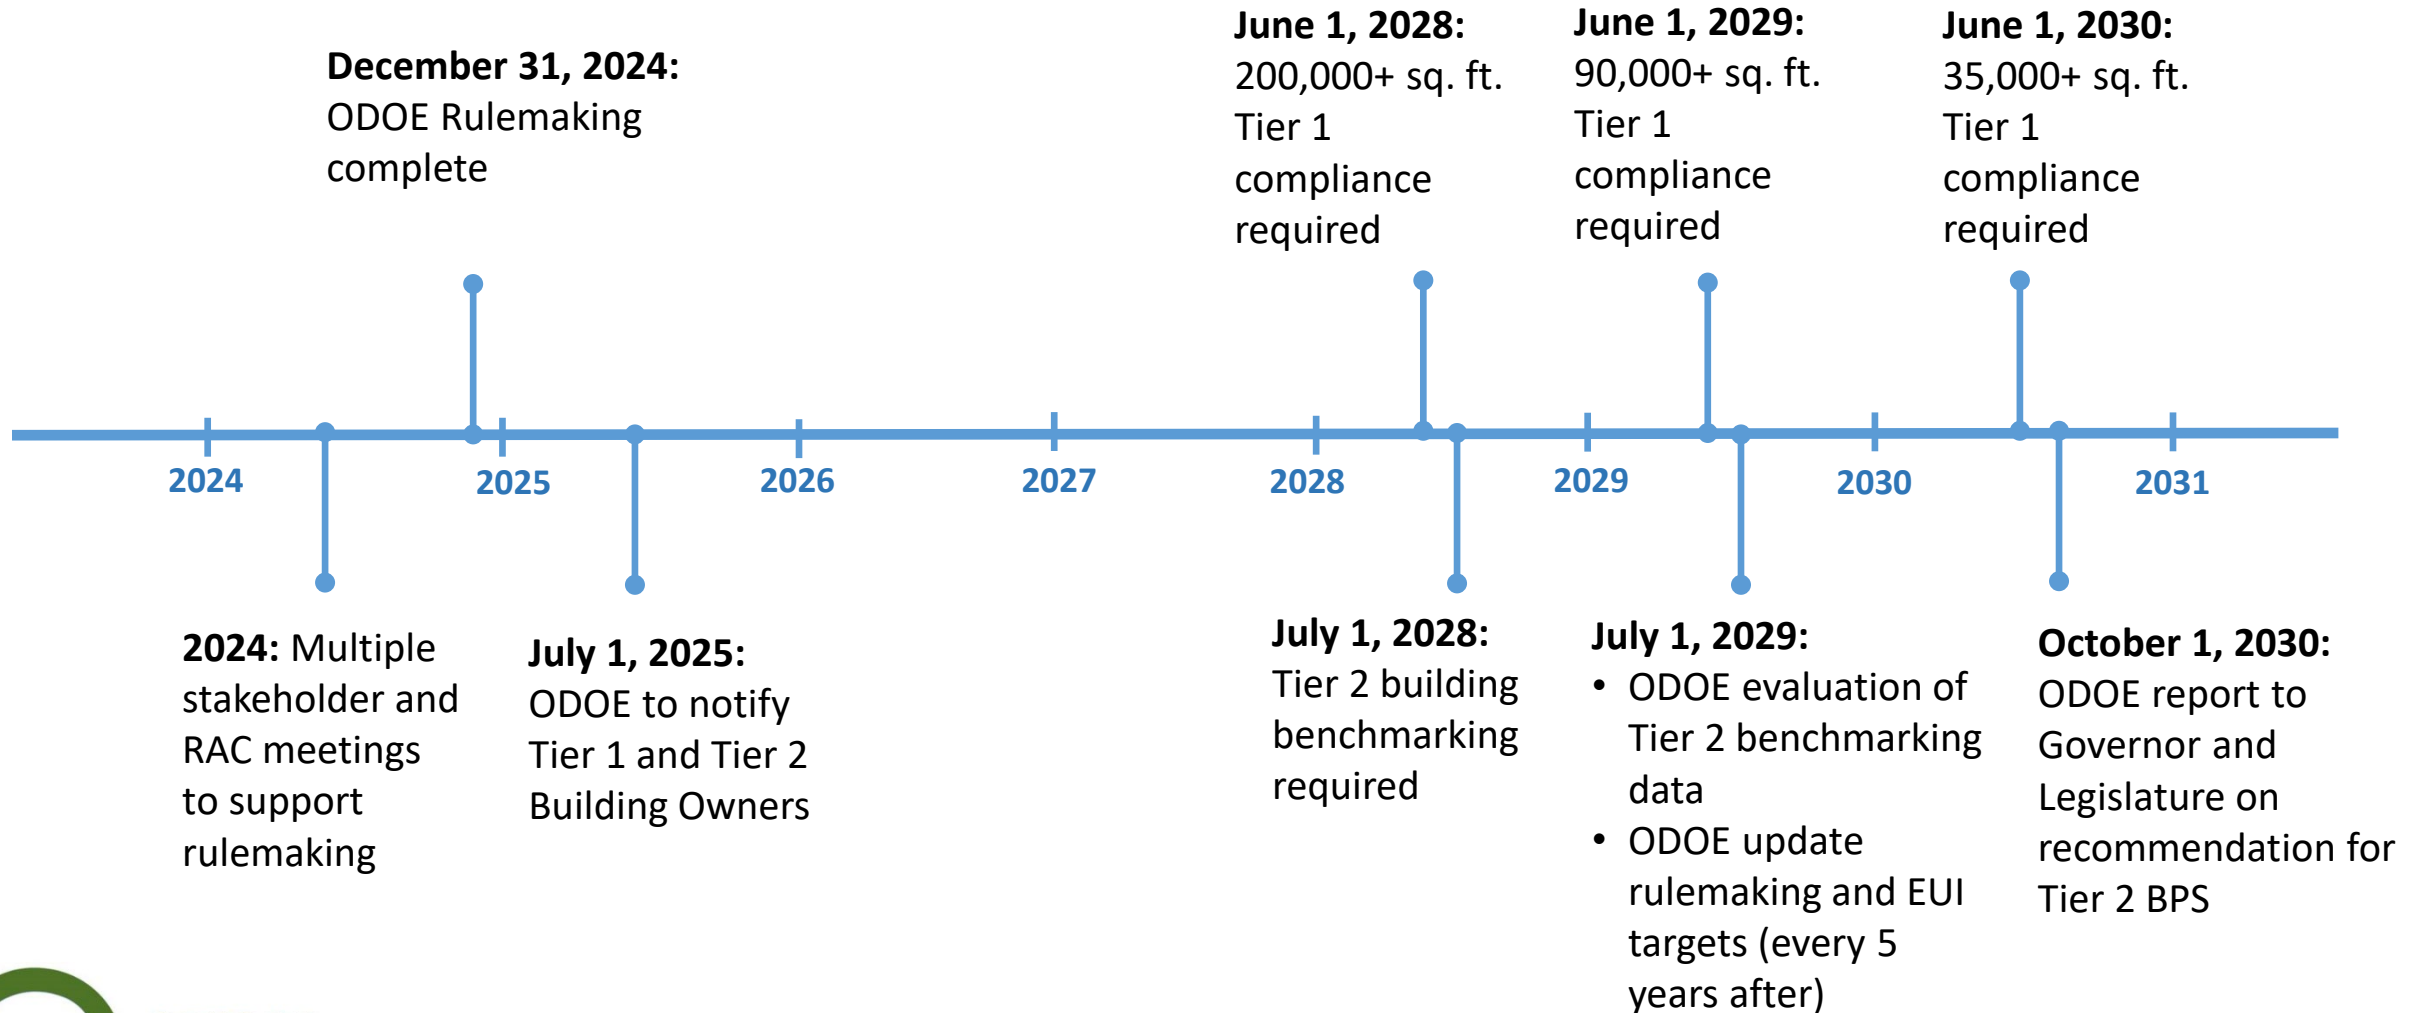 December 31, 2024:
ODOE Rulemaking
complete
June 1, 2028:
200,000+ sq. ft.
Tier 1
compliance
required
June 1, 2029:
90,000+ sq. ft.
Tier 1
compliance
required
June 1, 2030:
35,000+ sq. ft.
Tier 1
compliance
required
2024
2025
2026
2027
2028
2029
2030
2031
2024: Multiple
stakeholder and
RAC meetings
to support
rulemaking
July 1, 2025:
ODOE to notify
Tier 1 and Tier 2
Building Owners
July 1, 2028:
Tier 2 building
benchmarking
required
July 1, 2029:
• ODOE evaluation of
Tier 2 benchmarking
data
• ODOE update
rulemaking and EUI
targets (every 5
years after)
October 1, 2030:
ODOE report to
Governor and
Legislature on
recommendation for
Tier 2 BPS